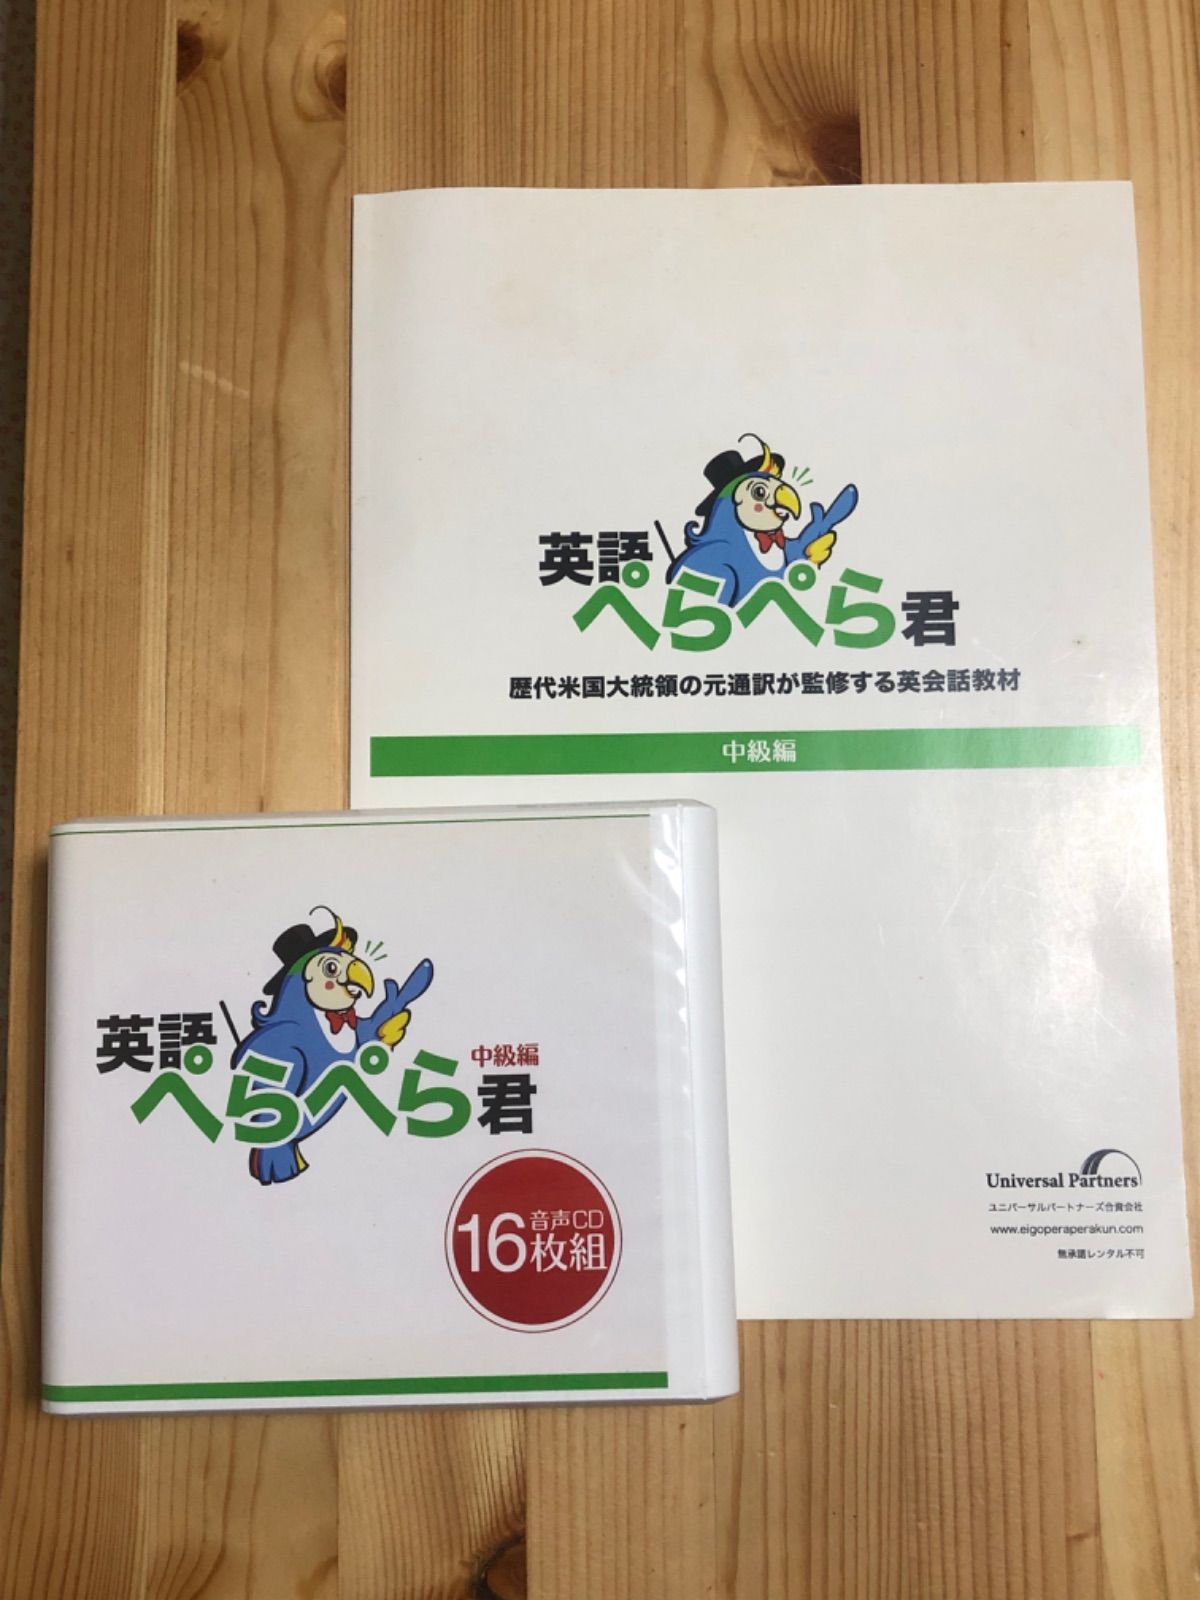 英語
ぺらぺら君
歴代米国大統領の元通訳が監修する英会話教材
中級編
Universal Partners
ユニバーサルパートナーズ合資会社
www.eigoperaperakun.com
無承諾レンタル不可
英語
中級編
ぺらぺら君
音声CD
16枚組